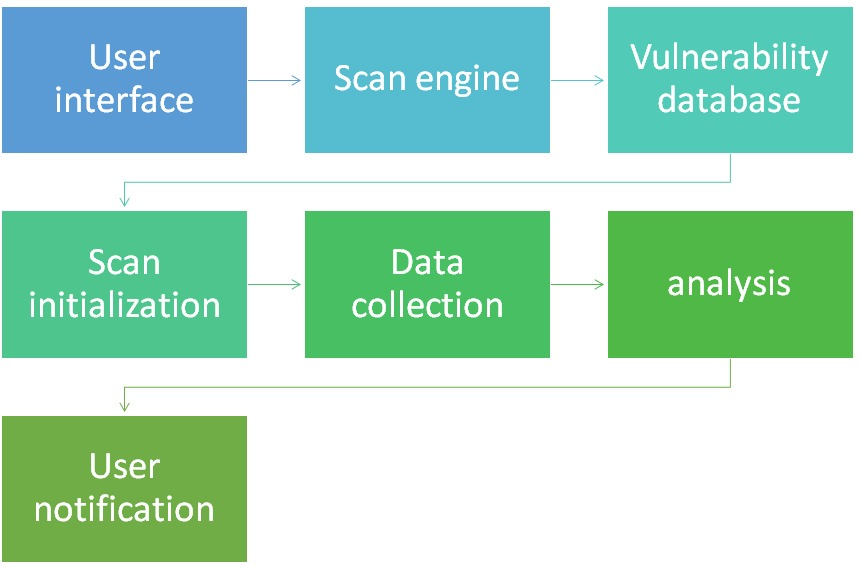 User
interface
Scan engine
Vulnerability
database
Scan
initialization
Data
collection
analysis
User
notification